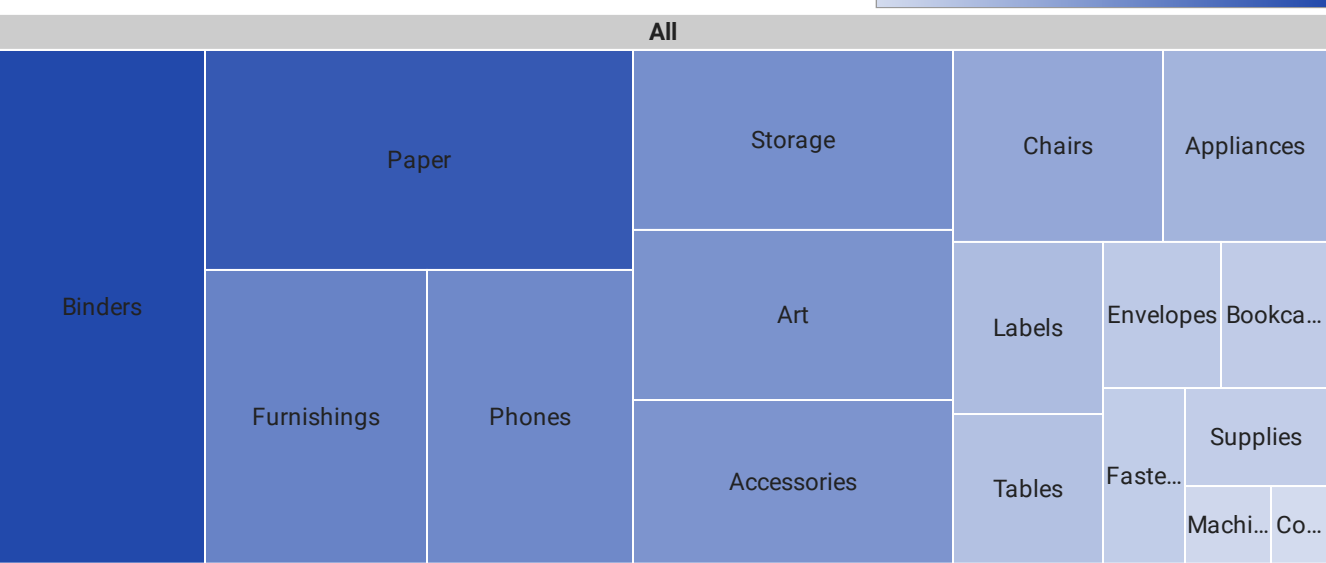 All
Binders
Paper
Furnishings
Phones
Storage
Art
Accessories
Chairs
Appliances
Labels
Tables
Envelopes
Bookca…
Faste…
Supplies
Machi…
Co…